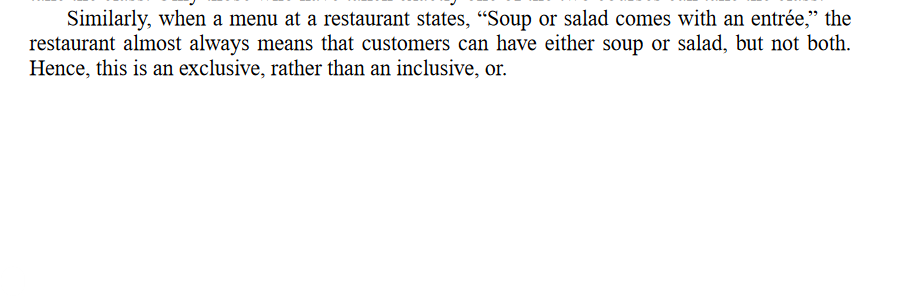 Similarly, when a menu at a restaurant states, “Soup or salad comes with an entrée,” the
restaurant almost always means that customers can have either soup or salad, but not both.
Hence, this is an exclusive, rather than an inclusive, or.